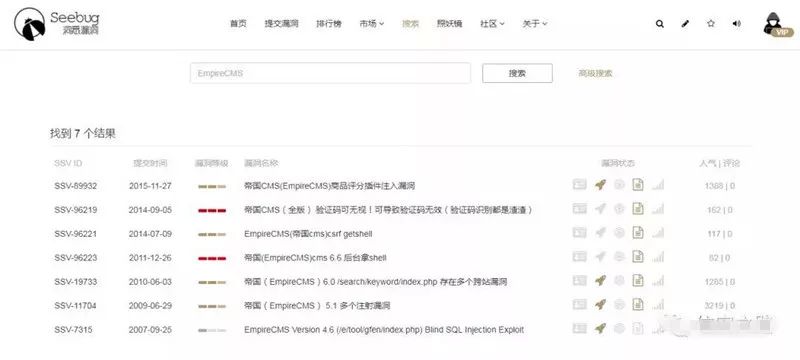 Seebug
洞悉漏洞
首页 提交漏洞 排行榜 市场 搜索 照妖镜 社区 关于
VIP
EmpireCMS 搜索 高级搜索
找到 7 个结果
SSV ID 提交时间 漏洞等级 漏洞名称 漏洞状态 人气 | 评论
SSV-89932 2015-11-27 帝国CMS(EmpireCMS)商品评分插件注入漏洞 1388 | 0
SSV-96219 2014-09-05 帝国CMS（全版） 验证码可无视！可导致验证码无效（验证码识别都是渣渣） 162 | 0
SSV-96221 2014-07-09 EmpireCMS(帝国cms)csrf getshell 117 | 0
SSV-96223 2011-12-26 帝国(EmpireCMS)cms 6.6 后台拿shell 82 | 0
SSV-19733 2010-06-03 帝国（EmpireCMS）6.0 /search/keyword/index.php 存在多个跨站漏洞 1265 | 0
SSV-11704 2009-06-29 帝国（EmpireCMS） 5.1 多个注射漏洞 3219 | 0
SSV-7315 2007-09-25 EmpireCMS Version 4.6 (/e/tool/gfen/index.php) Blind SQL Injection Exploit